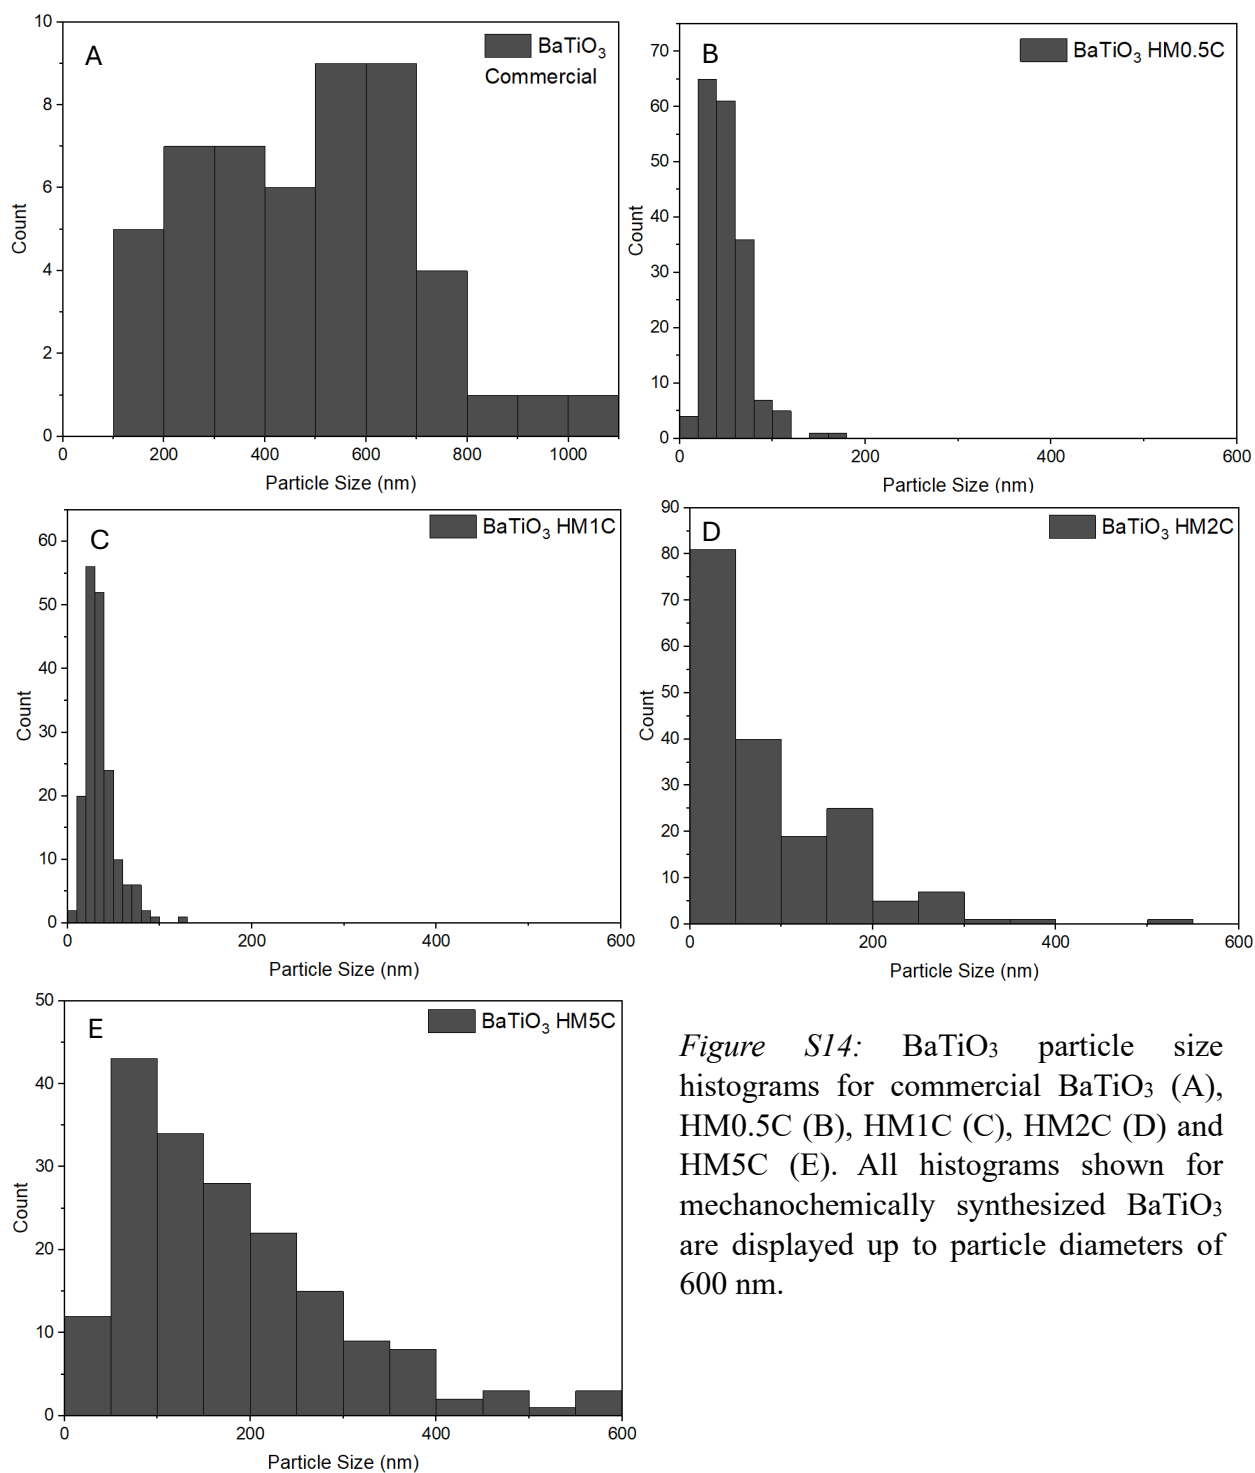 A
BaTiO3
Commercial
10
8
6
4
2
0
Count
0 200 400 600 800 1000
Particle Size (nm)
B
BaTiO3 HM0.5C
70
60
50
40
30
20
10
0
Count
0 200 400 600
Particle Size (nm)
C
BaTiO3 HM1C
60
50
40
30
20
10
0
Count
0 200 400 600
Particle Size (nm)
D
BaTiO3 HM2C
90
80
70
60
50
40
30
20
10
0
Count
0 200 400 600
Particle Size (nm)
E
BaTiO3 HM5C
50
40
30
20
10
0
Count
0 200 400 600
Particle Size (nm)
Figure S14: BaTiO3 particle size
histograms for commercial BaTiO3 (A),
HM0.5C (B), HM1C (C), HM2C (D) and
HM5C (E). All histograms shown for
mechanochemically synthesized BaTiO3
are displayed up to particle diameters of
600 nm.